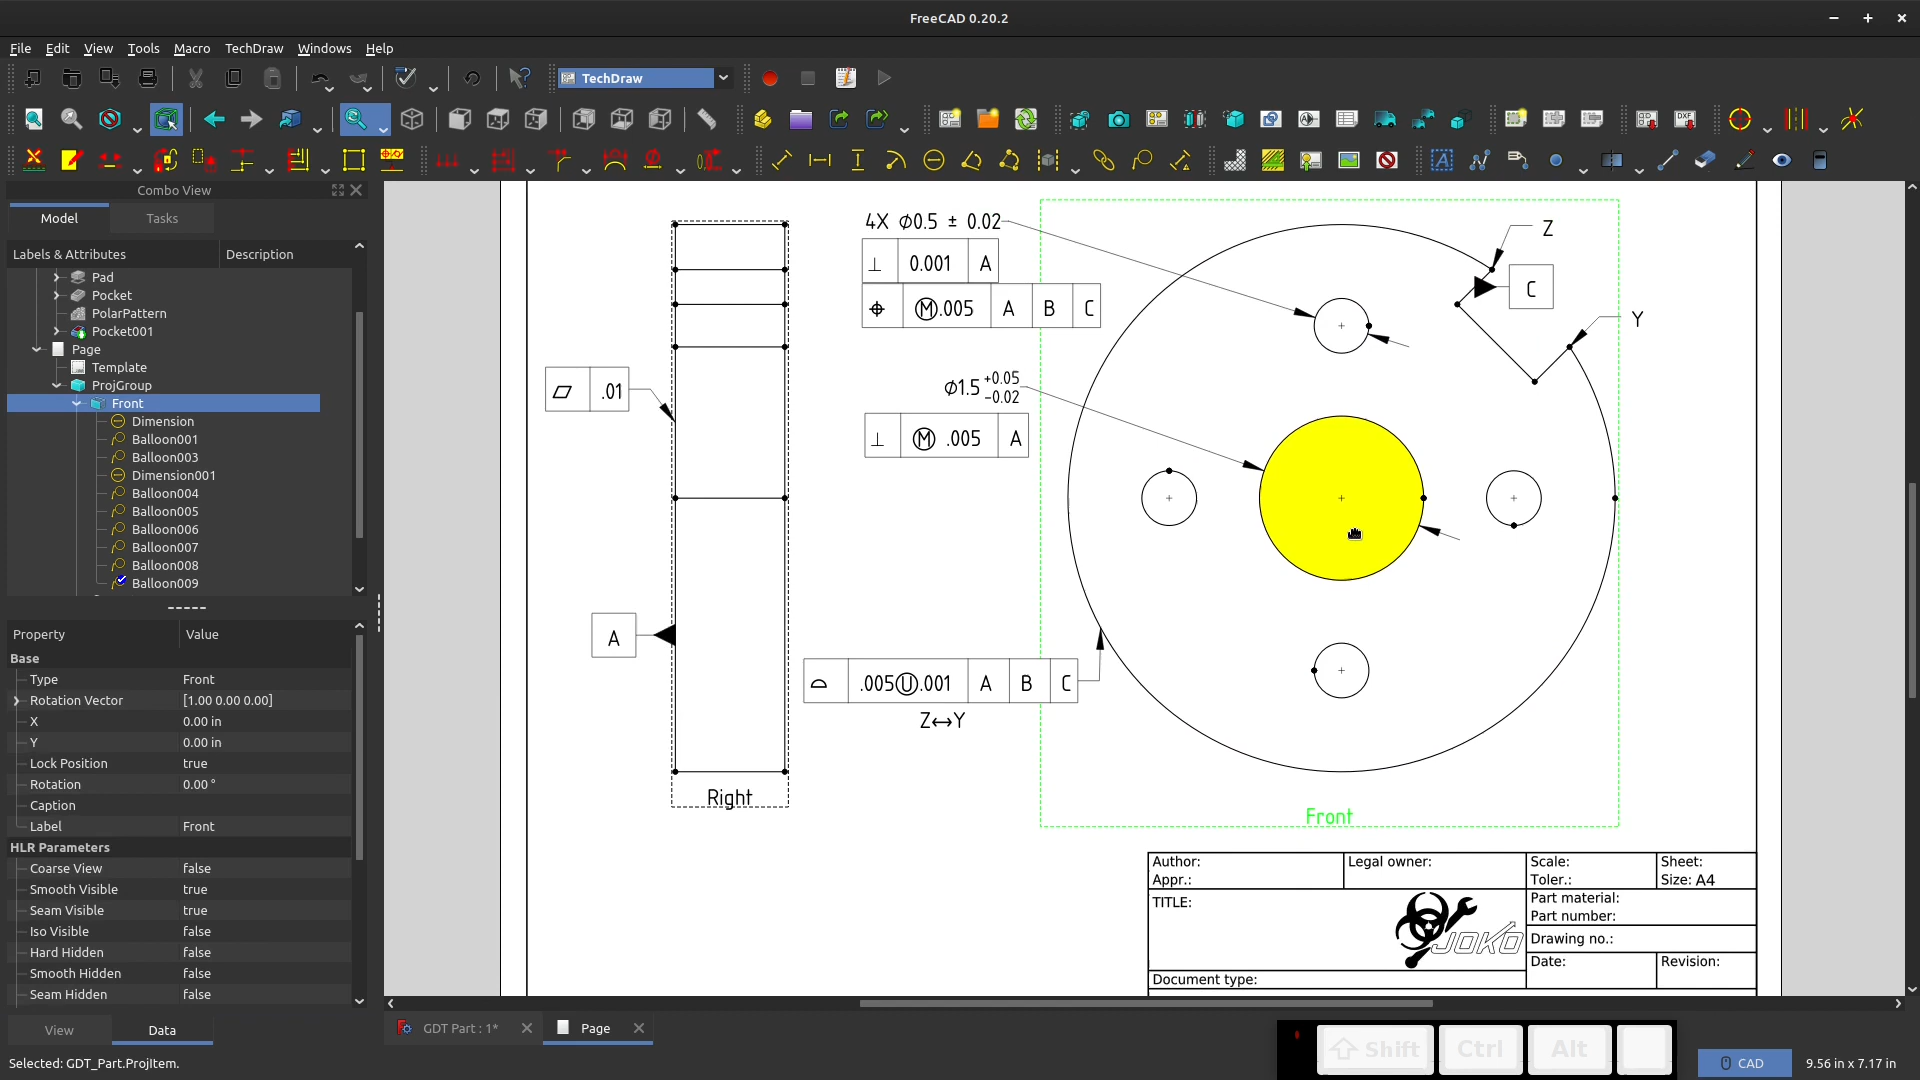 FreeCAD 0.20.2
File Edit View Tools Macro TechDraw Windows Help
TechDraw
Combo View
Model Tasks
Labels & Attributes Description
Pad
Pocket
PolarPattern
Pocket001
Page
Template
ProjGroup
Front
Dimension
Balloon001
Balloon003
Dimension001
Balloon004
Balloon005
Balloon006
Balloon007
Balloon008
Balloon009
Property Value
Base
Type Front
Rotation Vector [1.00 0.00 0.00]
X 0.00 in
Y 0.00 in
Lock Position true
Rotation 0.00 °
Caption
Label Front
HLR Parameters
Coarse View false
Smooth Visible true
Seam Visible true
Iso Visible false
Hard Hidden false
Smooth Hidden false
Seam Hidden false
View Data
Selected: GDT_Part.ProjItem.
4X ⌀0.5 ± 0.02
⟂ 0.001 A
⌖ Ⓜ.005 A B C
Z
C
Y
⏥ .01
⌀1.5 +0.05
−0.02
⟂ Ⓜ .005 A
A
⌓ .005Ⓤ.001 A B C
Z↔Y
Right
Front
Author: Legal owner: Scale: Sheet:
Appr.: Toler.: Size: A4
TITLE: Part material:
Part number:
JOKO
Drawing no.:
Date: Revision:
Document type:
GDT Part : 1* Page
Shift Ctrl Alt
CAD 9.56 in x 7.17 in